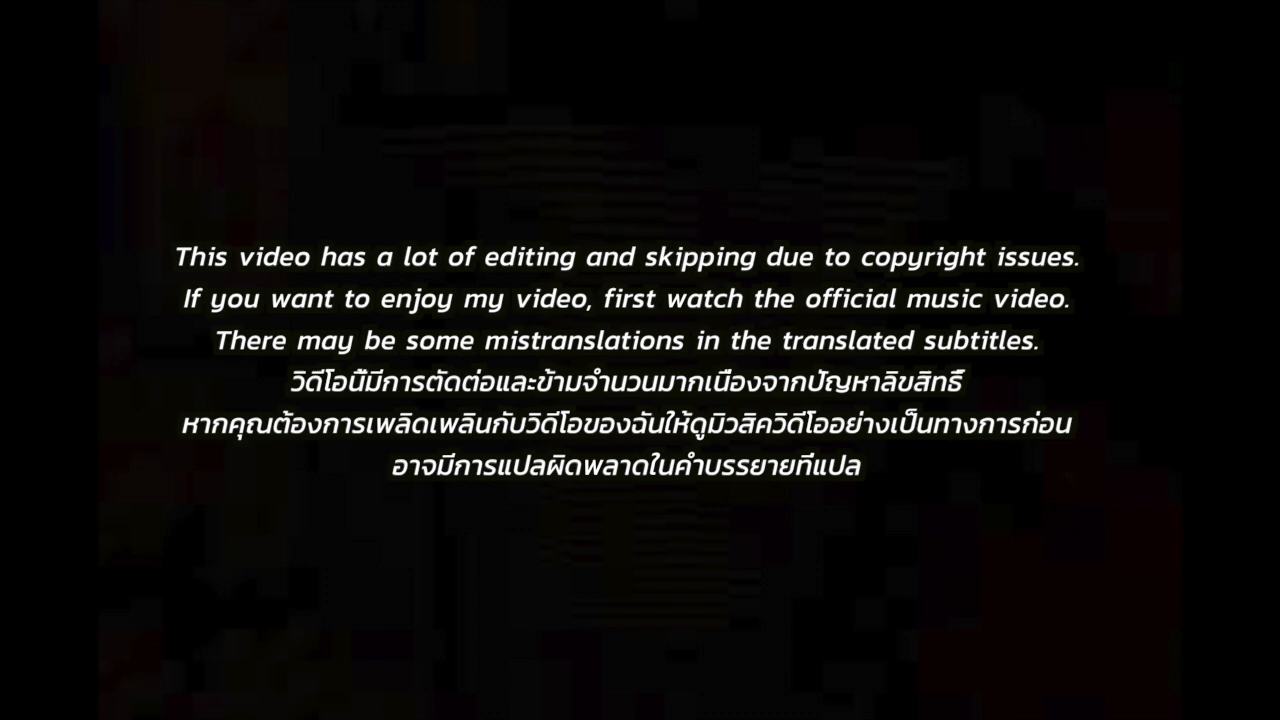 This video has a lot of editing and skipping due to copyright issues.
If you want to enjoy my video, first watch the official music video.
There may be some mistranslations in the translated subtitles.
วิดีโอนี้มีการตัดต่อและข้ามจำนวนมากเนื่องจากปัญหาลิขสิทธิ์
หากคุณต้องการเพลิดเพลินกับวิดีโอของฉันให้ดูมิวสิควิดีโออย่างเป็นทางการก่อน
อาจมีการแปลผิดพลาดในคำบรรยายที่แปล